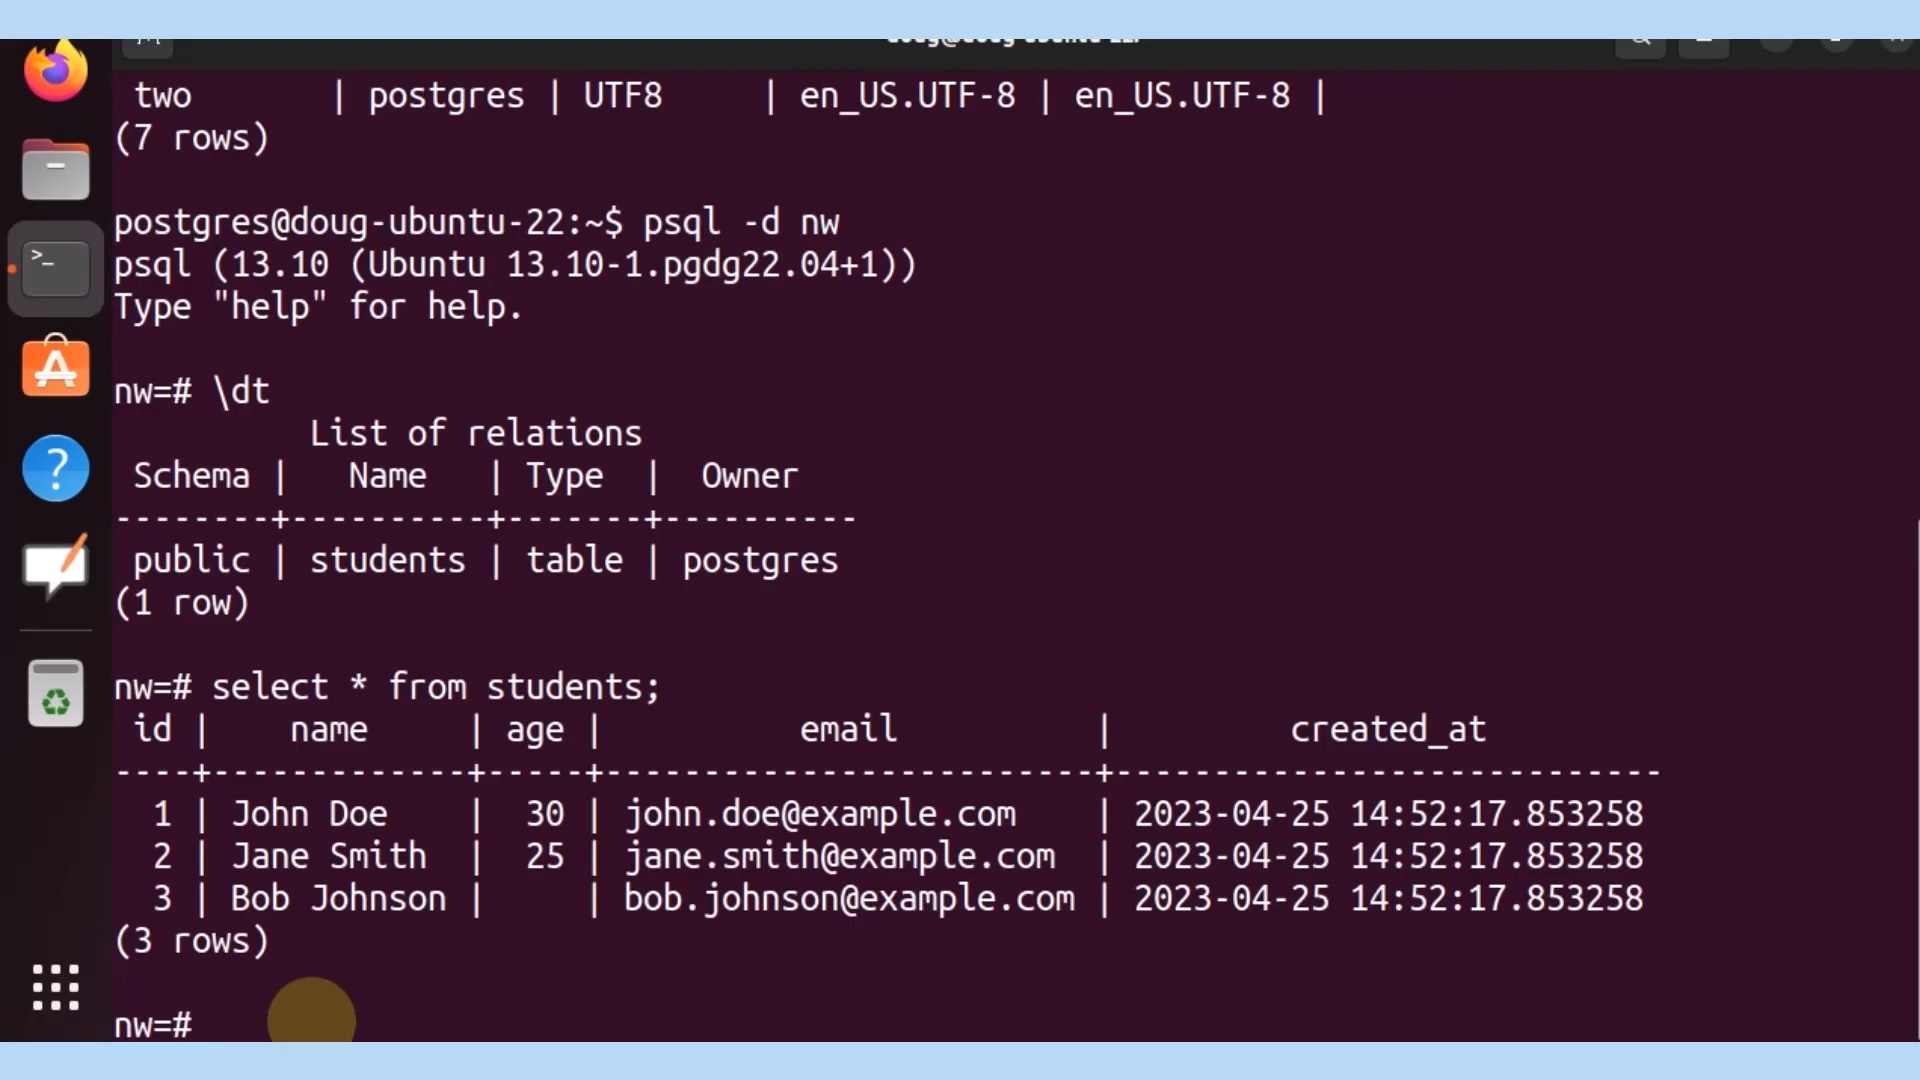 two       | postgres | UTF8     | en_US.UTF-8 | en_US.UTF-8 |
(7 rows)
postgres@doug-ubuntu-22:~$ psql -d nw
psql (13.10 (Ubuntu 13.10-1.pgdg22.04+1))
Type "help" for help.
nw=# \dt
          List of relations
 Schema |   Name   | Type  |  Owner
--------+----------+-------+----------
 public | students | table | postgres
(1 row)
nw=# select * from students;
 id |    name     | age |          email          |         created_at
----+-------------+-----+-------------------------+----------------------------
  1 | John Doe    |  30 | john.doe@example.com    | 2023-04-25 14:52:17.853258
  2 | Jane Smith  |  25 | jane.smith@example.com  | 2023-04-25 14:52:17.853258
  3 | Bob Johnson |     | bob.johnson@example.com | 2023-04-25 14:52:17.853258
(3 rows)
nw=#